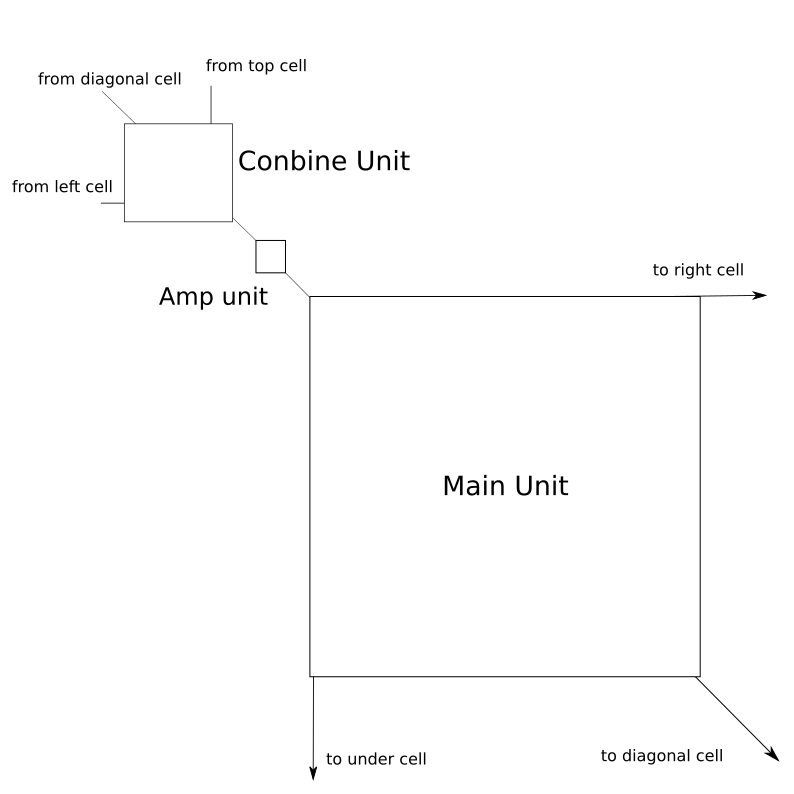 from diagonal cell
from top cell
Conbine Unit
from left cell
Amp unit
to right cell
Main Unit
to under cell
to diagonal cell